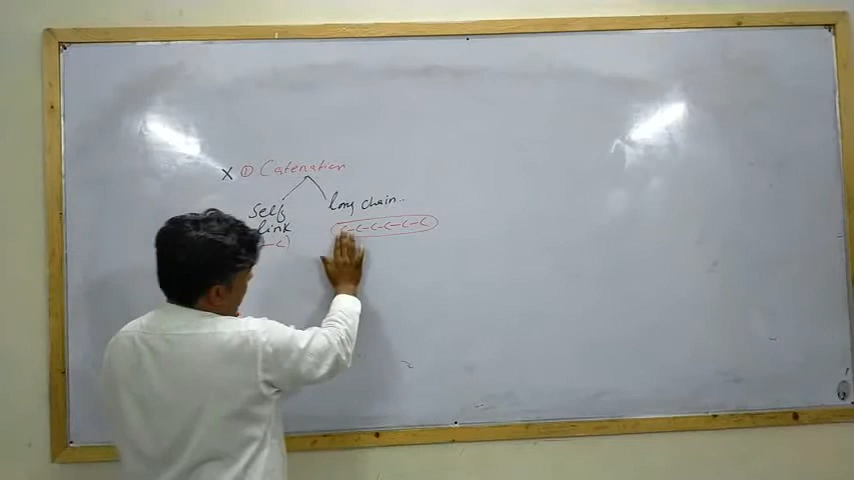 X ① Catenation
Self
long chain..
link
C-C-C-C-C-C
-C)